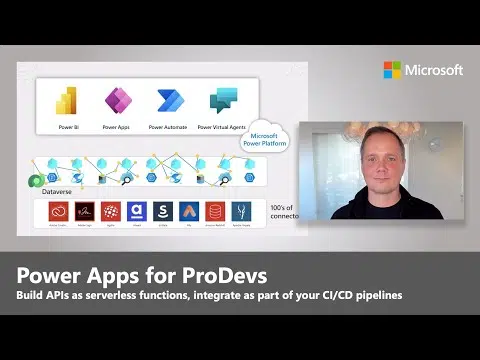 Microsoft
Power BI
Power Apps
Power Automate
Power Virtual Agents
Microsoft
Power Platform
Dataverse
100's of
connecto
Power Apps for ProDevs
Build APIs as serverless functions, integrate as part of your CI/CD pipelines